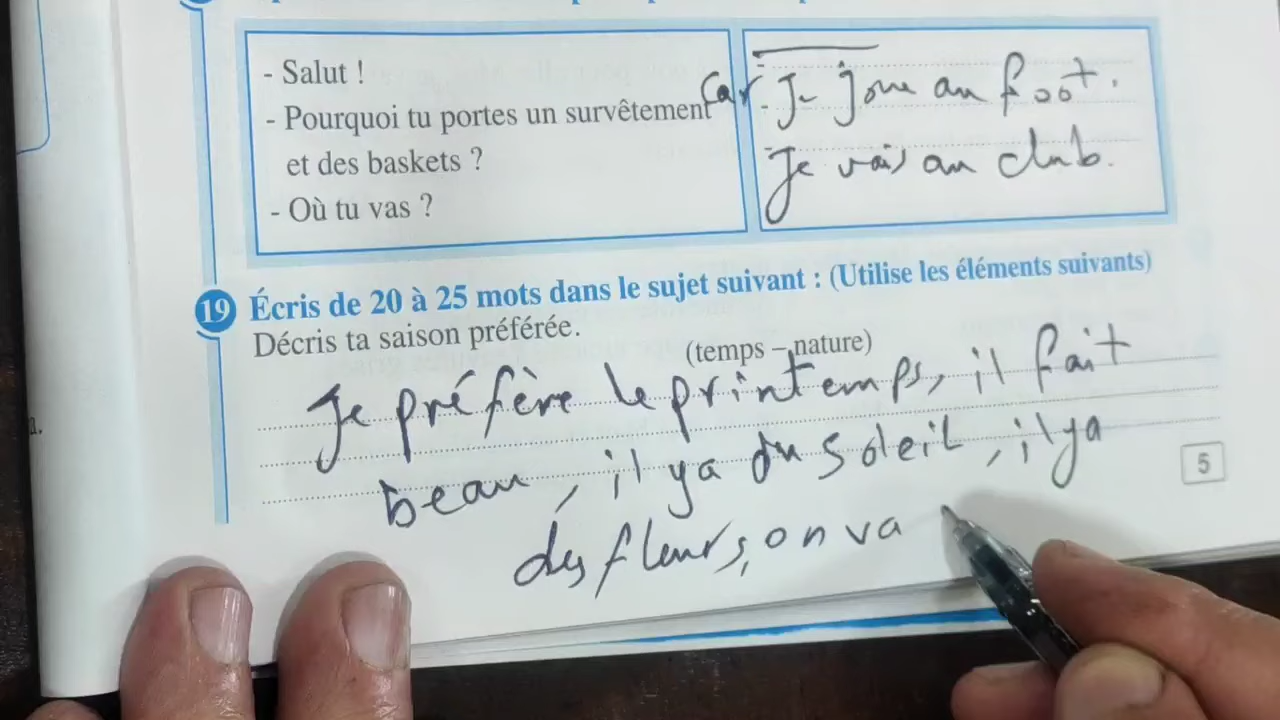 - Salut !
- Pourquoi tu portes un survêtement
et des baskets ?
- Où tu vas ?
Car Je joue au foot.
Je vais au club.
19 Écris de 20 à 25 mots dans le sujet suivant : (Utilise les éléments suivants)
Décris ta saison préférée.
(temps – nature)
Je préfère le printemps, il fait
beau, il ya du soleil, il ya
des fleurs, on va
5